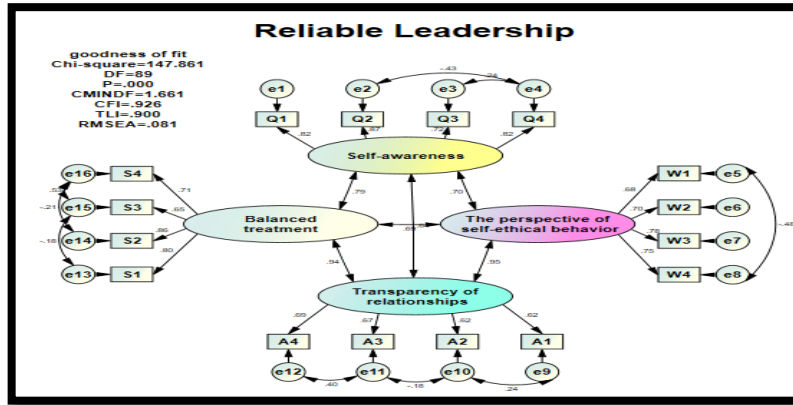 Reliable Leadership
goodness of fit
Chi-square=147.861
DF=89
P=.000
CMINDF=1.661
CFI=.926
TLI=.900
RMSEA=.081
-.43
.24
e1 e2 e3 e4
Q1 Q2 Q3 Q4
.82 .87 .72 .82
Self-awareness
e16 S4 .71
.53
e15 S3 .65
-.21
e14 S2 .86
-.18
e13 S1 .80
.79 .70
Balanced
treatment
The perspective of
self-ethical behavior
.68 W1 e5
.70 W2 e6
W3 e7
.75 W4 e8
-.48
.94 .95
Transparency of
relationships
.69 .67 .62 .62
A4 A3 A2 A1
e12 e11 e10 e9
.40 -.18 .24